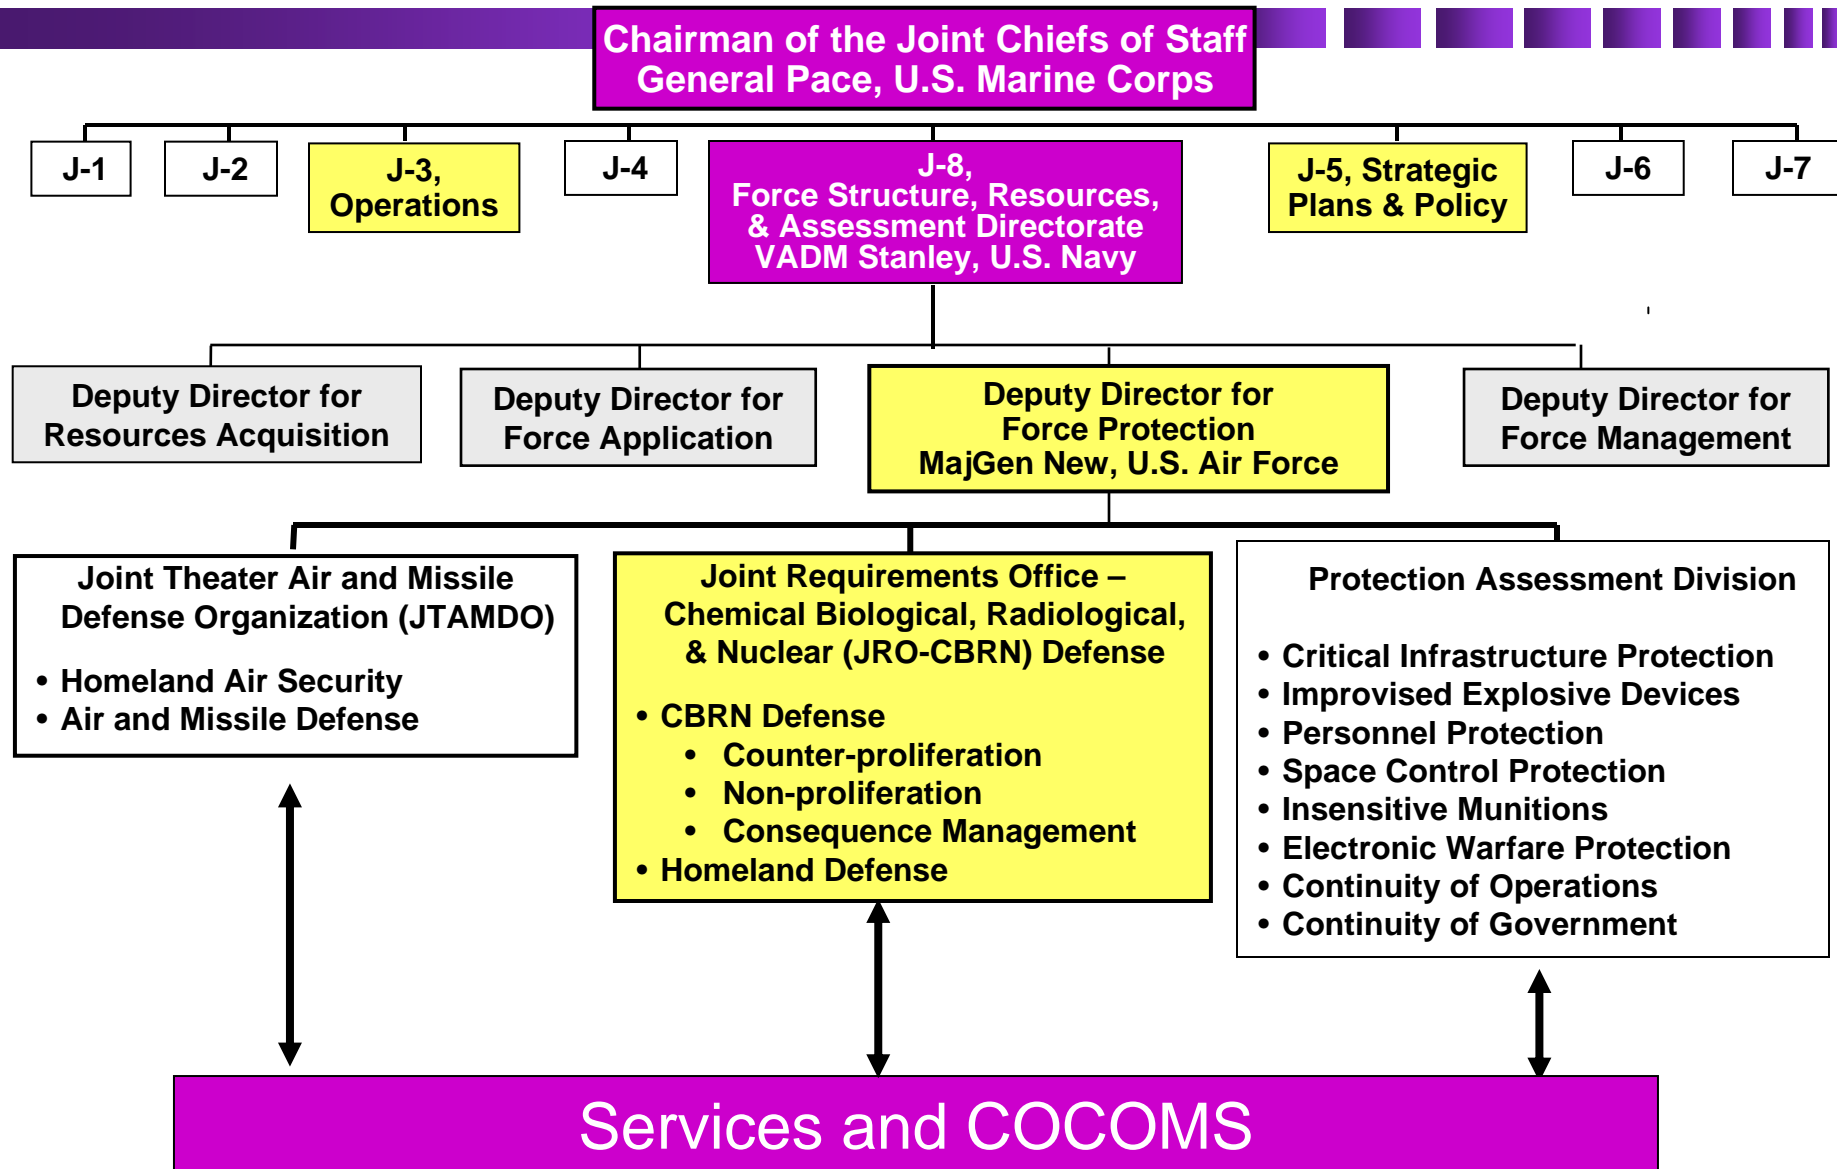 Chairman of the Joint Chiefs of Staff
General Pace, U.S. Marine Corps
J-1
J-2
J-3,
Operations
J-4
J-8,
Force Structure, Resources,
& Assessment Directorate
VADM Stanley, U.S. Navy
J-5, Strategic
Plans & Policy
J-6
J-7
Deputy Director for
Resources Acquisition
Deputy Director for
Force Application
Deputy Director for
Force Protection
MajGen New, U.S. Air Force
Deputy Director for
Force Management
Joint Theater Air and Missile
Defense Organization (JTAMDO)
• Homeland Air Security
• Air and Missile Defense
Joint Requirements Office –
Chemical Biological, Radiological,
& Nuclear (JRO-CBRN) Defense
• CBRN Defense
• Counter-proliferation
• Non-proliferation
• Consequence Management
• Homeland Defense
Protection Assessment Division
• Critical Infrastructure Protection
• Improvised Explosive Devices
• Personnel Protection
• Space Control Protection
• Insensitive Munitions
• Electronic Warfare Protection
• Continuity of Operations
• Continuity of Government
Services and COCOMS